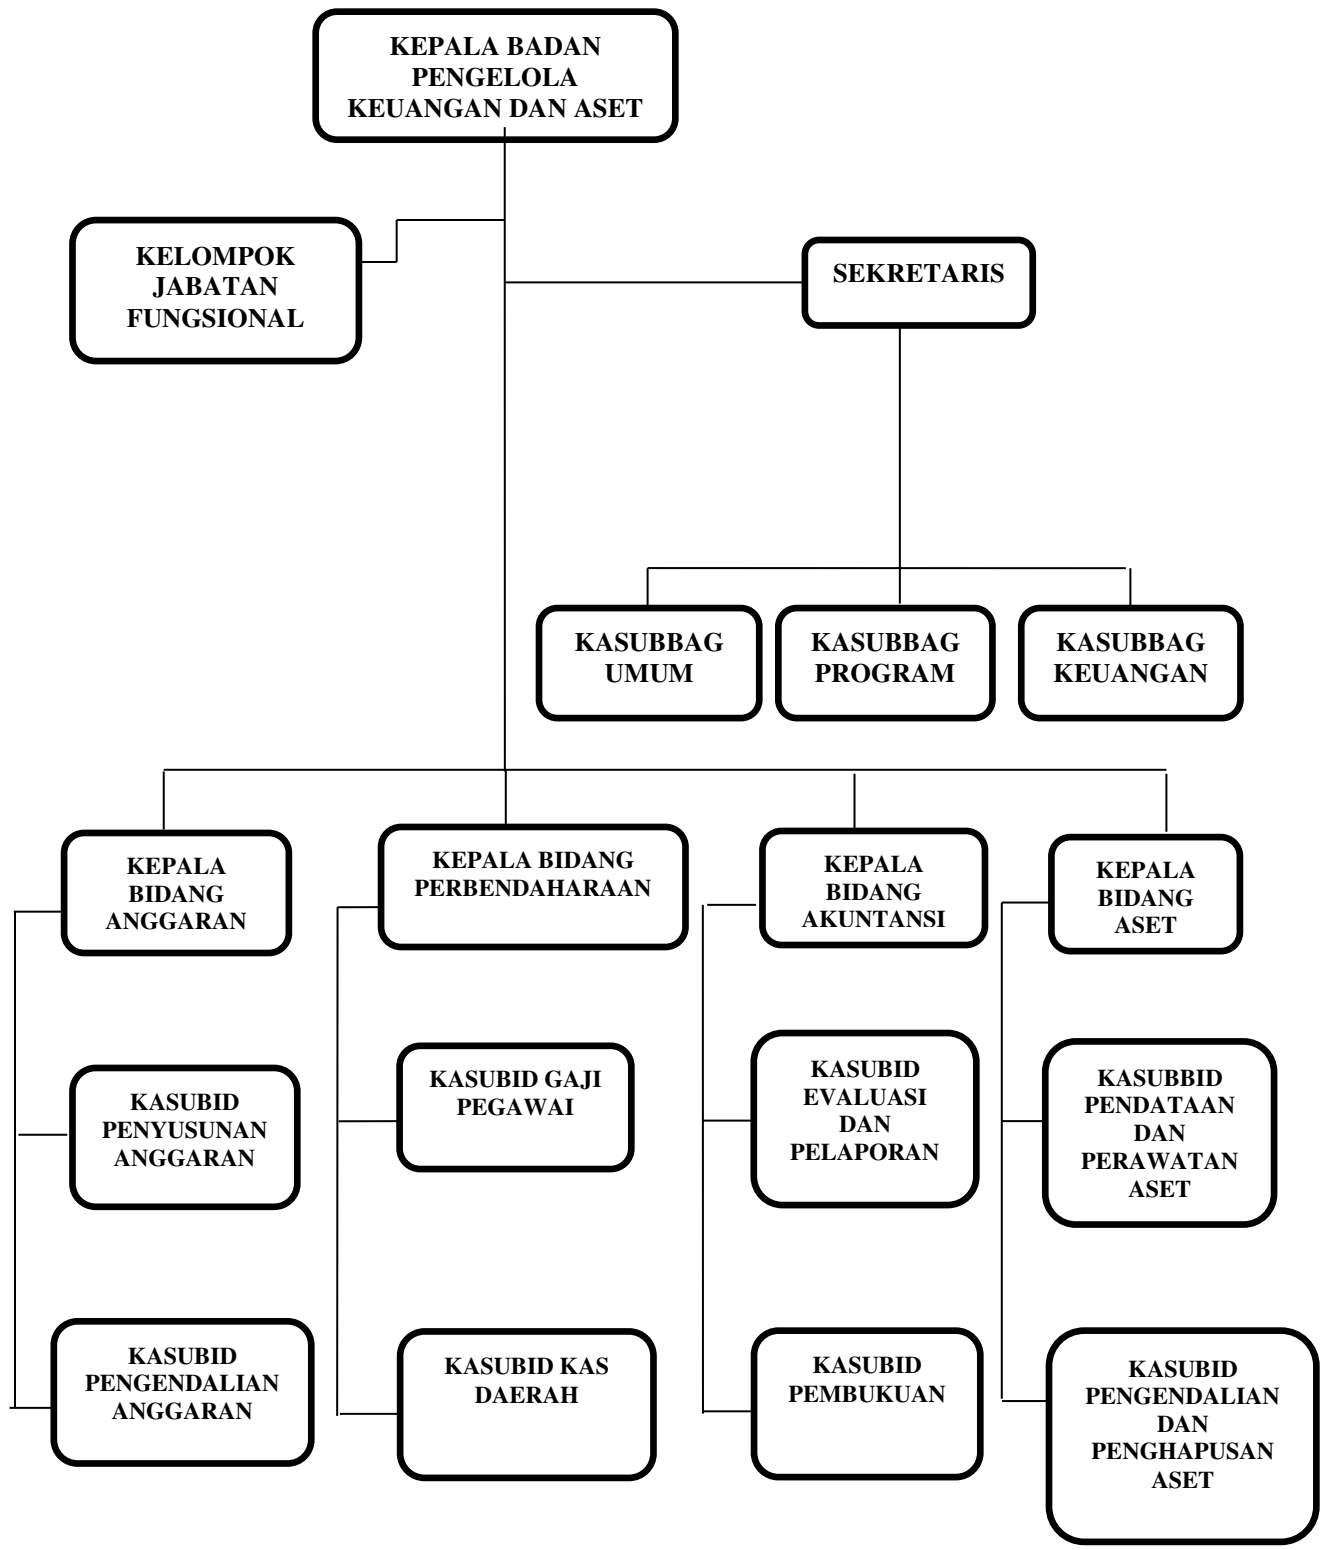 KEPALA BADAN
PENGELOLA
KEUANGAN DAN ASET
KELOMPOK
JABATAN
FUNGSIONAL
SEKRETARIS
KASUBBAG
UMUM
KASUBBAG
PROGRAM
KASUBBAG
KEUANGAN
KEPALA
BIDANG
ANGGARAN
KEPALA BIDANG
PERBENDAHARAAN
KEPALA
BIDANG
AKUNTANSI
KEPALA
BIDANG
ASET
KASUBID
PENYUSUNAN
ANGGARAN
KASUBID GAJI
PEGAWAI
KASUBID
EVALUASI
DAN
PELAPORAN
KASUBBID
PENDATAAN
DAN
PERAWATAN
ASET
KASUBID
PENGENDALIAN
ANGGARAN
KASUBID KAS
DAERAH
KASUBID
PEMBUKUAN
KASUBID
PENGENDALIAN
DAN
PENGHAPUSAN
ASET